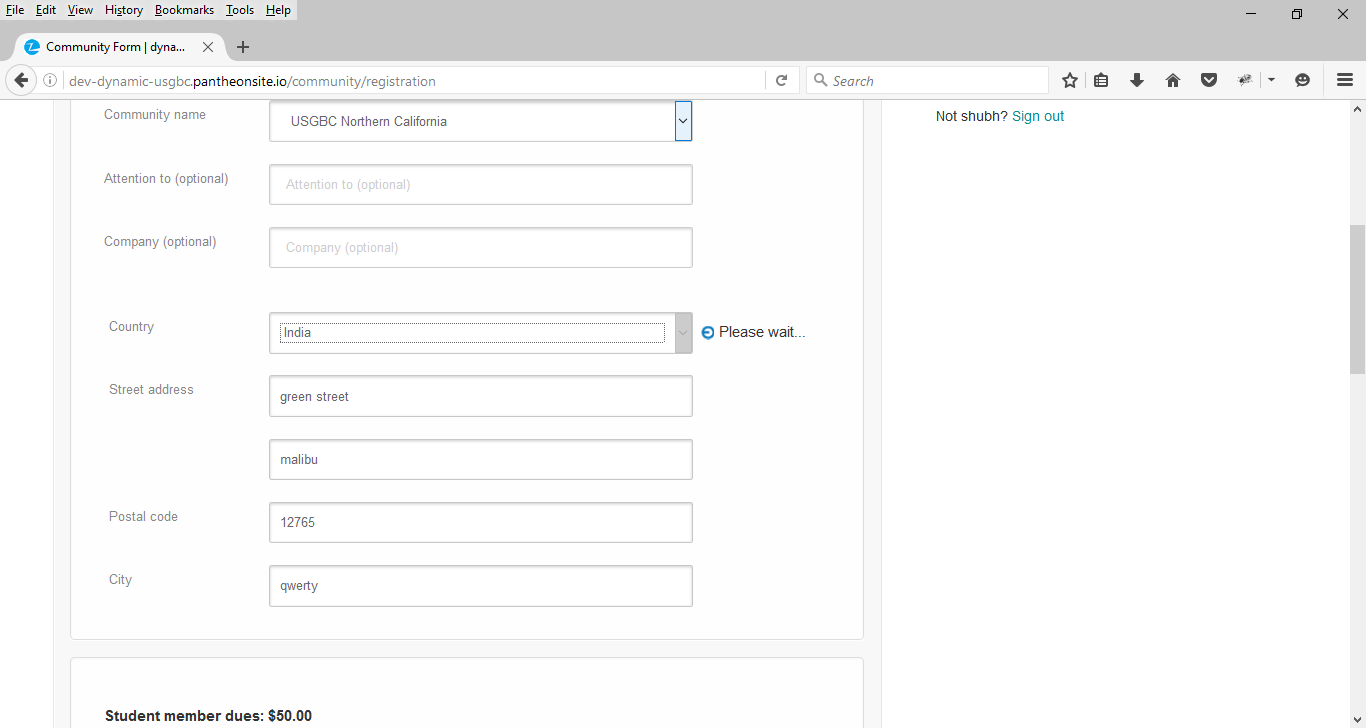 File Edit View History Bookmarks Tools Help
Community Form | dyna...
dev-dynamic-usgbc.pantheonsite.io/community/registration
Search
Community name
USGBC Northern California
Not shubh? Sign out
Attention to (optional)
Attention to (optional)
Company (optional)
Company (optional)
Country
India
Please wait...
Street address
green street
malibu
Postal code
12765
City
qwerty
Student member dues: $50.00